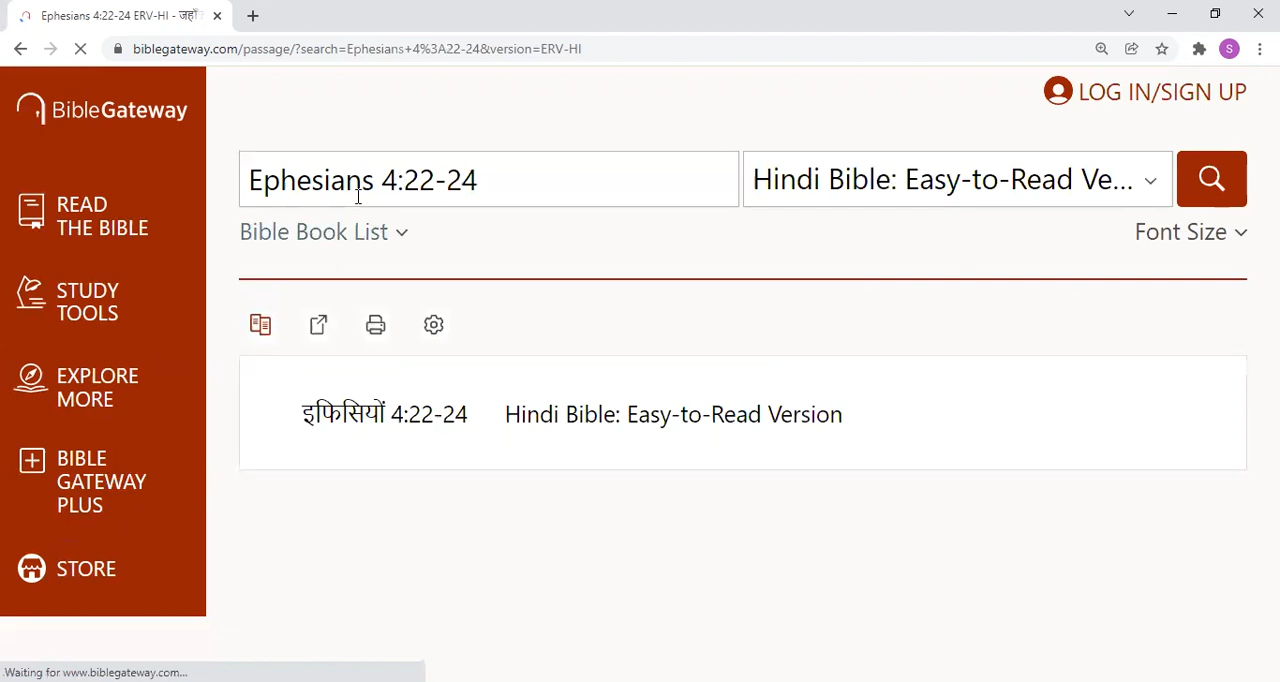 Ephesians 4:22-24 ERV-HI - जहाँ
biblegateway.com/passage/?search=Ephesians+4%3A22-24&version=ERV-HI
S
BibleGateway
LOG IN/SIGN UP
Ephesians 4:22-24
Hindi Bible: Easy-to-Read Ve...
Bible Book List
Font Size
READ
THE BIBLE
STUDY
TOOLS
EXPLORE
MORE
BIBLE
GATEWAY
PLUS
STORE
इफिसियों 4:22-24 Hindi Bible: Easy-to-Read Version
Waiting for www.biblegateway.com...